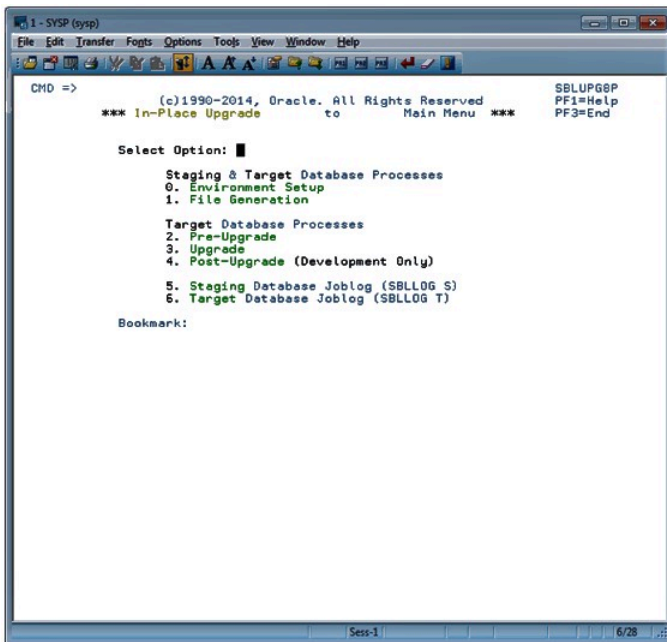 1 - SYSP (sysp)
File Edit Transfer Fonts Options Tools View Window Help
CMD => SBLUPG8P
(c)1990-2014, Oracle. All Rights Reserved PF1=Help
*** In-Place Upgrade to Main Menu *** PF3=End
Select Option:
Staging & Target Database Processes
0. Environment Setup
1. File Generation
Target Database Processes
2. Pre-Upgrade
3. Upgrade
4. Post-Upgrade (Development Only)
5. Staging Database Joblog (SBLLOG S)
6. Target Database Joblog (SBLLOG T)
Bookmark:
Sess-1 6/28